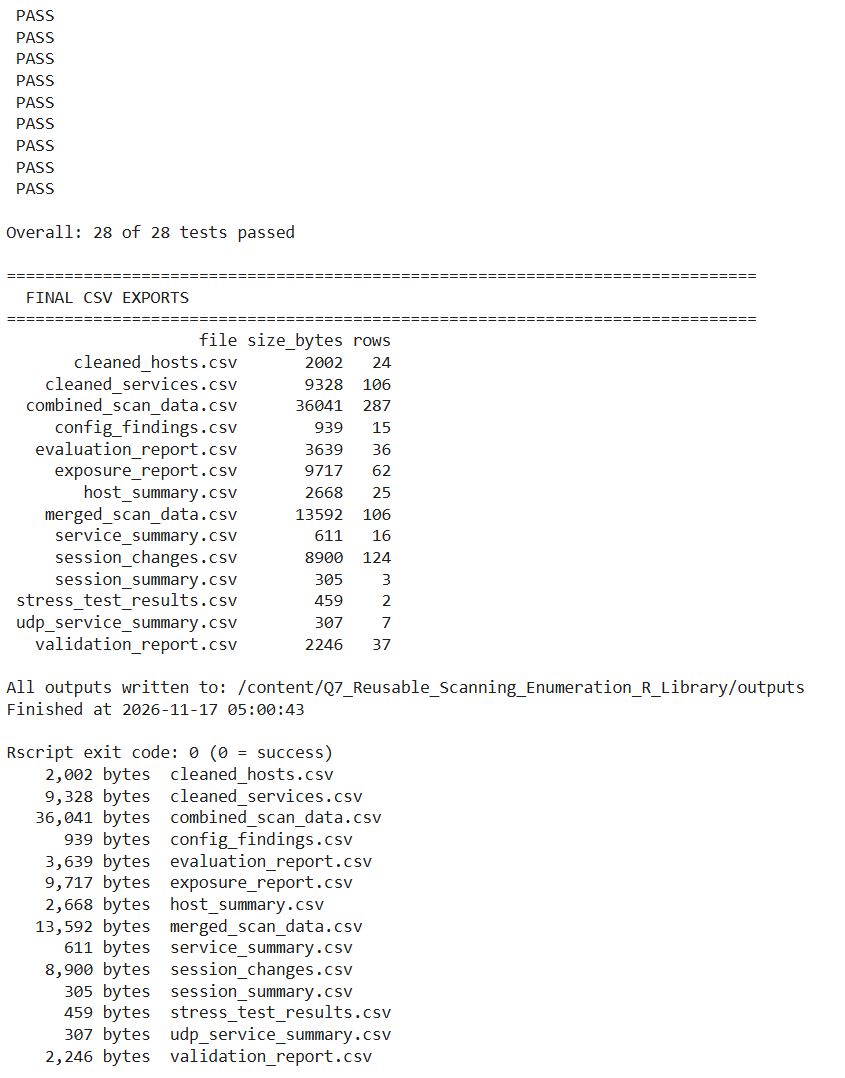 PASS
PASS
PASS
PASS
PASS
PASS
PASS
PASS
PASS
Overall: 28 of 28 tests passed
==============================================================================
FINAL CSV EXPORTS
==============================================================================
file size_bytes rows
cleaned_hosts.csv 2002 24
cleaned_services.csv 9328 106
combined_scan_data.csv 36041 287
config_findings.csv 939 15
evaluation_report.csv 3639 36
exposure_report.csv 9717 62
host_summary.csv 2668 25
merged_scan_data.csv 13592 106
service_summary.csv 611 16
session_changes.csv 8900 124
session_summary.csv 305 3
stress_test_results.csv 459 2
udp_service_summary.csv 307 7
validation_report.csv 2246 37
All outputs written to: /content/Q7_Reusable_Scanning_Enumeration_R_Library/outputs
Finished at 2026-11-17 05:00:43
Rscript exit code: 0 (0 = success)
2,002 bytes cleaned_hosts.csv
9,328 bytes cleaned_services.csv
36,041 bytes combined_scan_data.csv
939 bytes config_findings.csv
3,639 bytes evaluation_report.csv
9,717 bytes exposure_report.csv
2,668 bytes host_summary.csv
13,592 bytes merged_scan_data.csv
611 bytes service_summary.csv
8,900 bytes session_changes.csv
305 bytes session_summary.csv
459 bytes stress_test_results.csv
307 bytes udp_service_summary.csv
2,246 bytes validation_report.csv